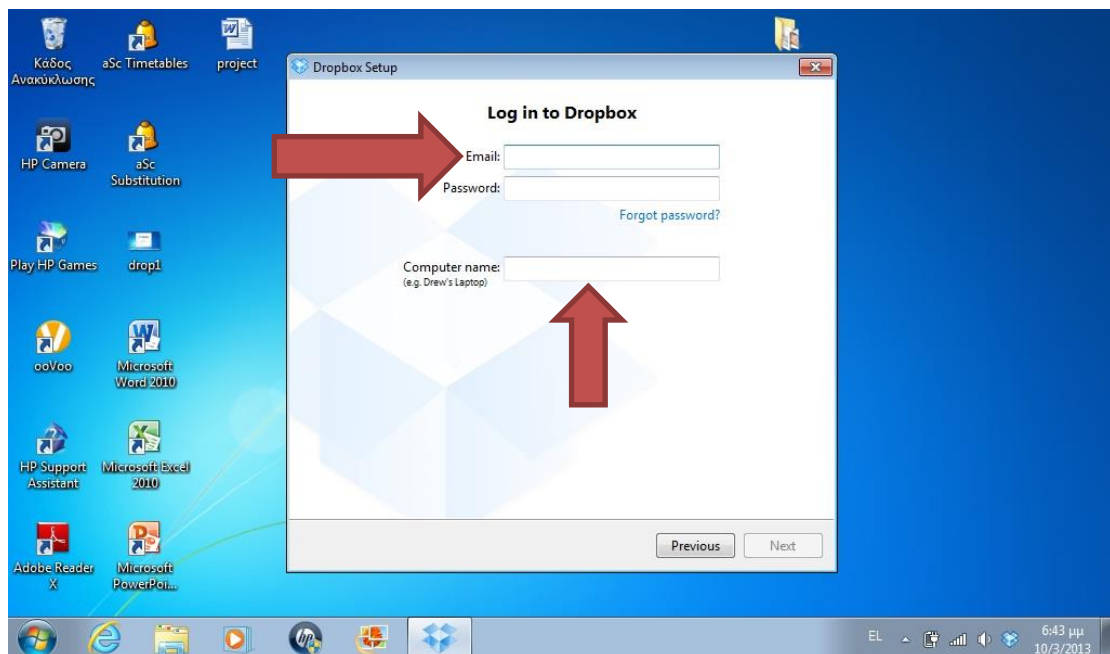 Κάδος
Ανακύκλωσης
aSc Timetables
project
HP Camera
aSc
Substitution
Play HP Games
drop1
ooVoo
Microsoft
Word 2010
HP Support
Assistant
Microsoft Excel
2010
Adobe Reader
X
Microsoft
PowerPoi...
Dropbox Setup
Log in to Dropbox
Email:
Password:
Forgot password?
Computer name:
(e.g. Drew's Laptop)
Previous
Next
EL
6:43 μμ
10/3/2013